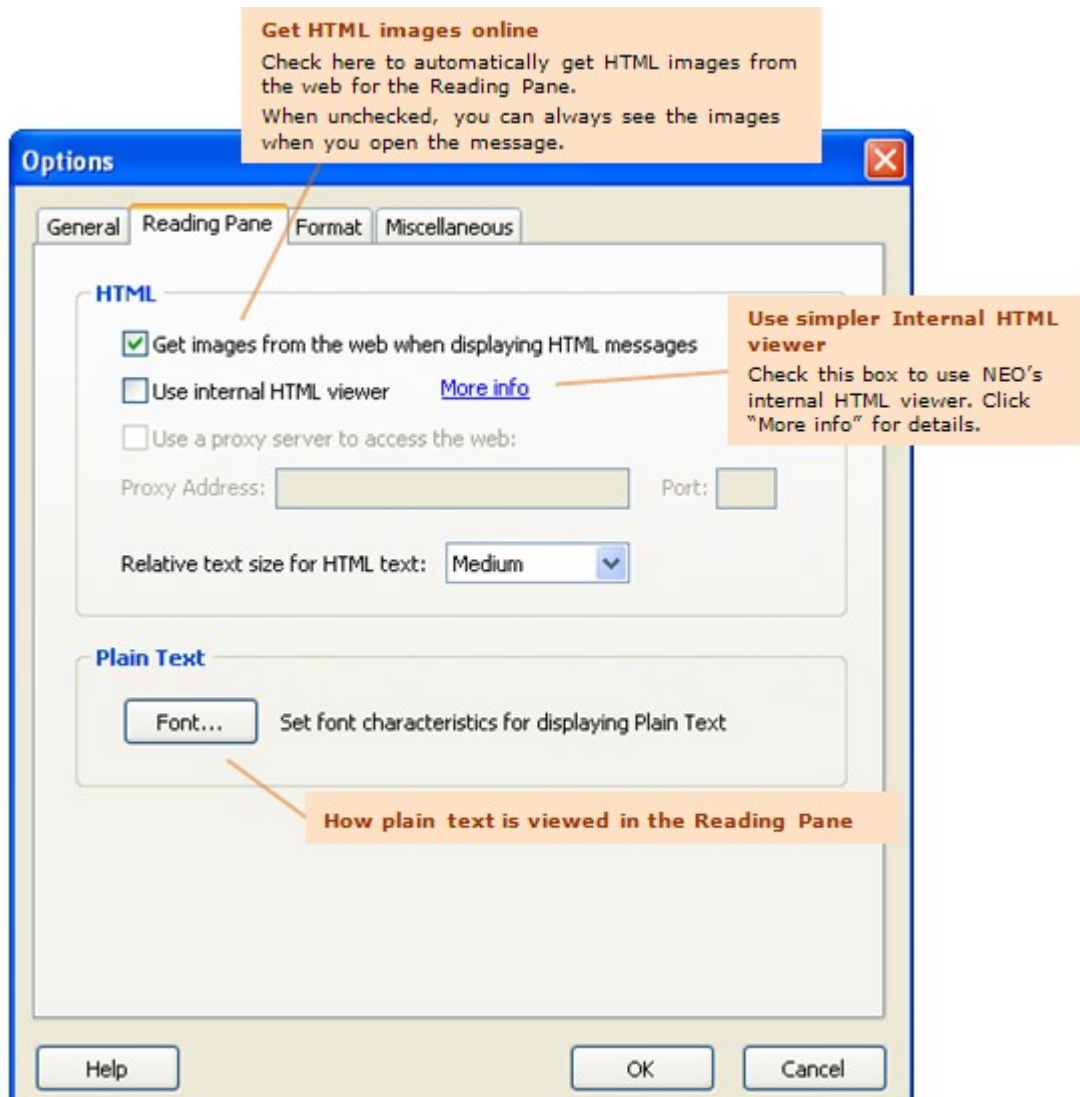 Get HTML images online
Check here to automatically get HTML images from
the web for the Reading Pane.
When unchecked, you can always see the images
when you open the message.
Options
General
Reading Pane
Format
Miscellaneous
HTML
Get images from the web when displaying HTML messages
Use internal HTML viewer
More info
Use simpler Internal HTML
viewer
Check this box to use NEO’s
internal HTML viewer. Click
“More info” for details.
Use a proxy server to access the web:
Proxy Address:
Port:
Relative text size for HTML text:
Medium
Plain Text
Font...
Set font characteristics for displaying Plain Text
How plain text is viewed in the Reading Pane
Help
OK
Cancel